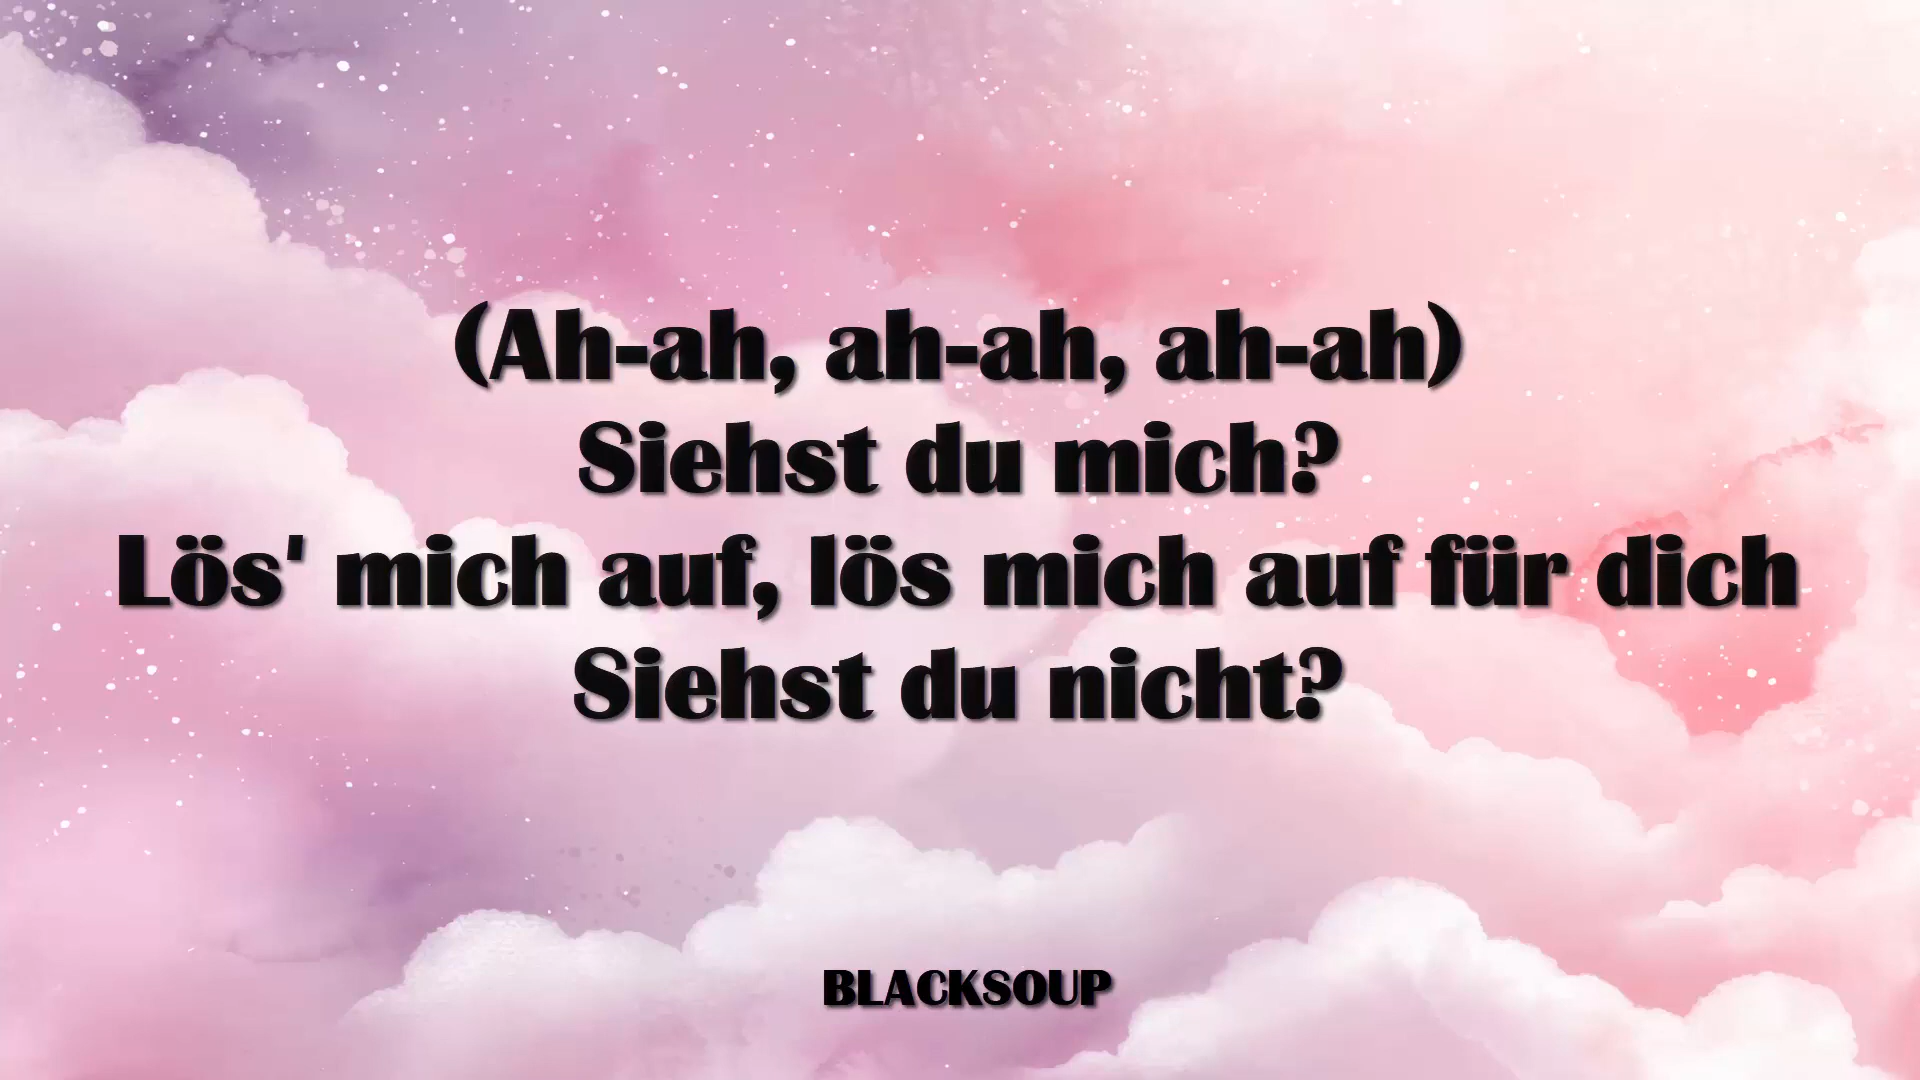 (Ah-ah, ah-ah, ah-ah)
Siehst du mich?
Lös' mich auf, lös mich auf für dich
Siehst du nicht?
BLACKSOUP